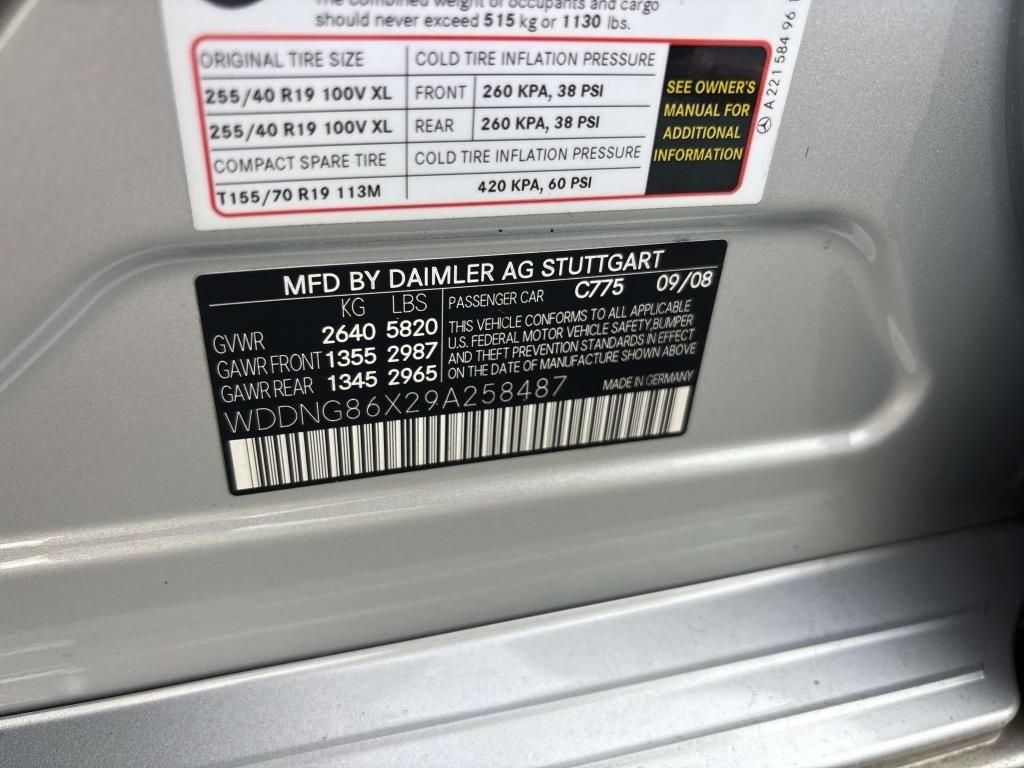 The combined weight of occupants and cargo
should never exceed 515 kg or 1130 lbs.
ORIGINAL TIRE SIZE COLD TIRE INFLATION PRESSURE
255/40 R19 100V XL FRONT 260 KPA, 38 PSI
255/40 R19 100V XL REAR 260 KPA, 38 PSI
COMPACT SPARE TIRE COLD TIRE INFLATION PRESSURE
T155/70 R19 113M 420 KPA, 60 PSI
SEE OWNER'S
MANUAL FOR
ADDITIONAL
INFORMATION
A 221 584 96
MFD BY DAIMLER AG STUTTGART
KG LBS PASSENGER CAR C775 09/08
GVWR 2640 5820
GAWR FRONT 1355 2987
GAWR REAR 1345 2965
THIS VEHICLE CONFORMS TO ALL APPLICABLE
U.S. FEDERAL MOTOR VEHICLE SAFETY,BUMPER
AND THEFT PREVENTION STANDARDS IN EFFECT
ON THE DATE OF MANUFACTURE SHOWN ABOVE
WDDNG86X29A258487 MADE IN GERMANY